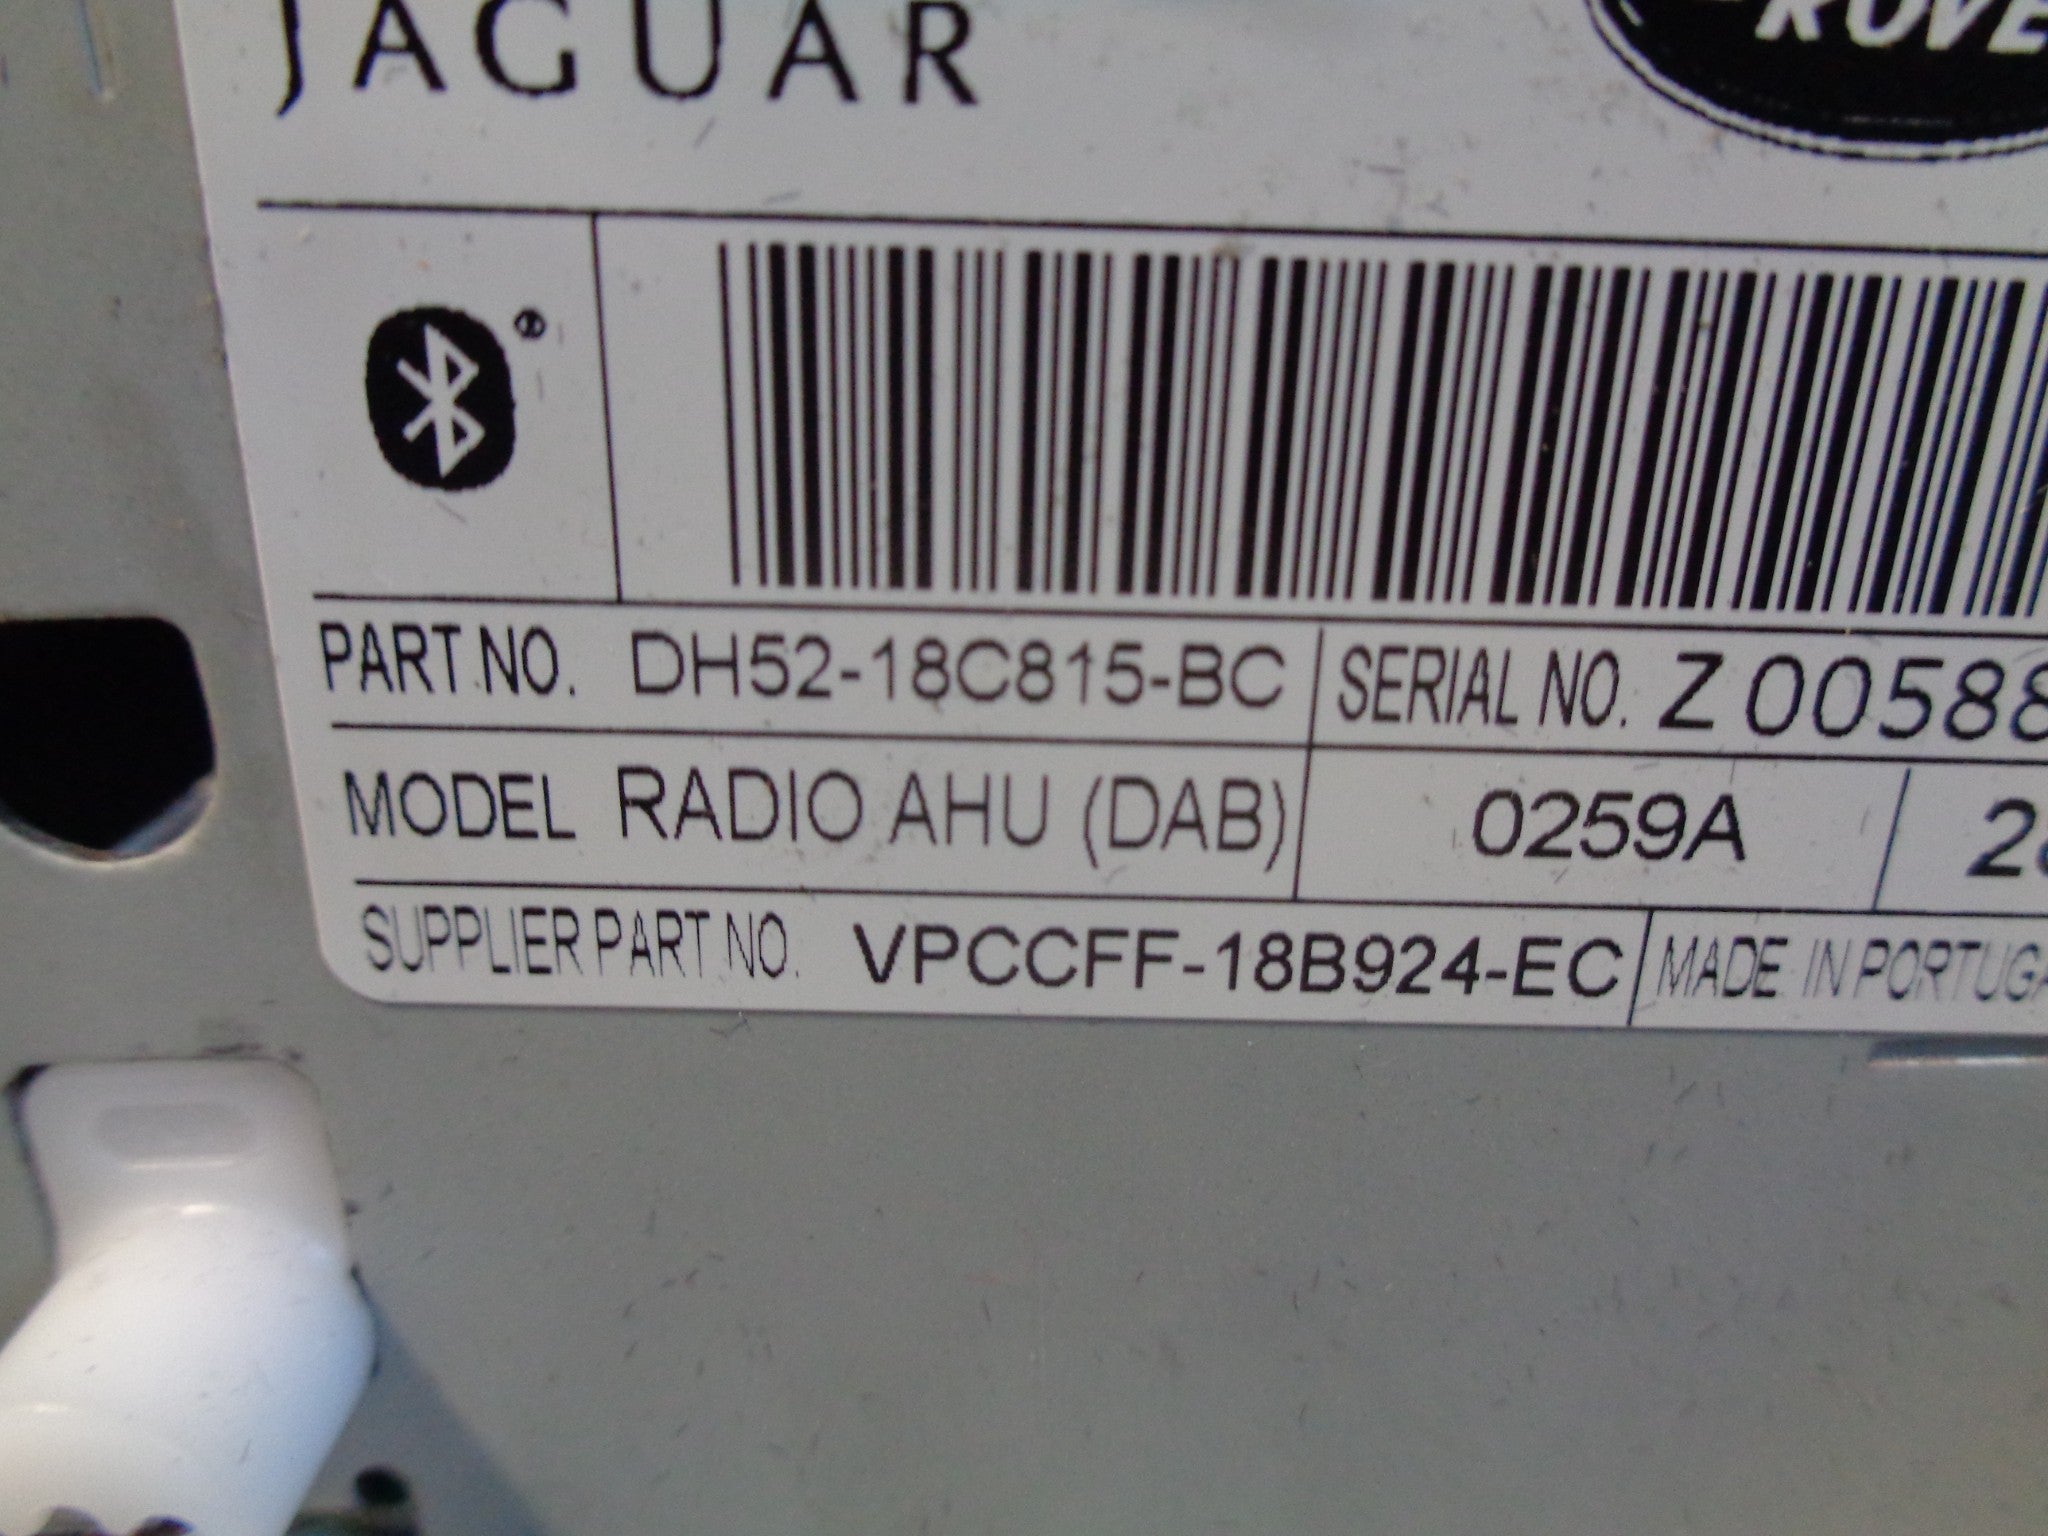 JAGUAR
ROVE
PART NO. DH52-18C815-BC SERIAL NO. Z 00588
MODEL RADIO AHU (DAB) 0259A 2
SUPPLIER PART NO. VPCCFF-18B924-EC MADE IN PORTUGA